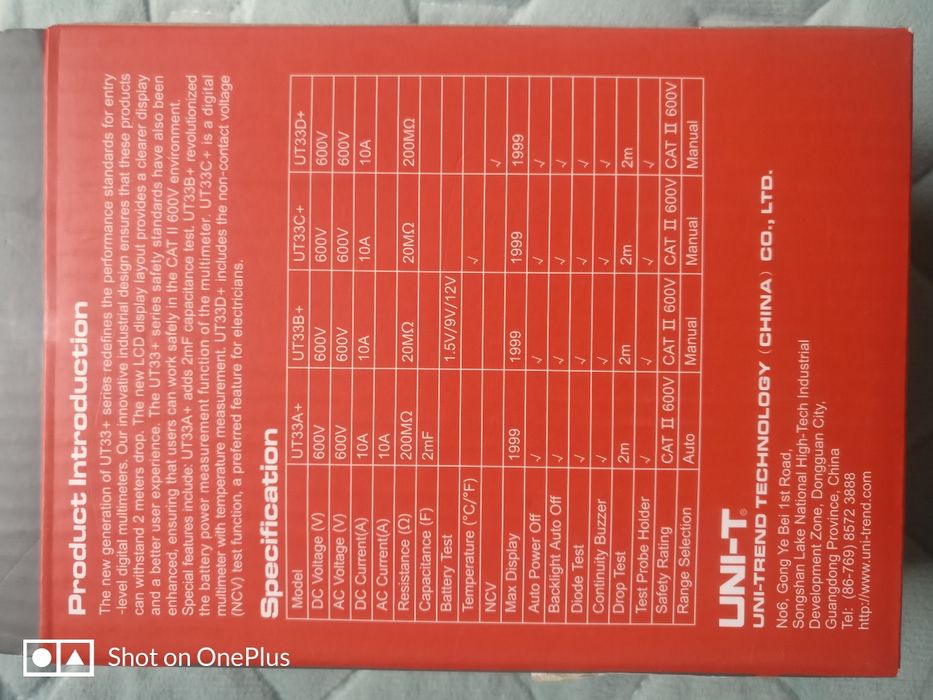 Product Introduction
The new generation of UT33+ series redefines the performance standards for entry
-level digital multimeters. Our innovative industrial design ensures that these products
can withstand 2 meters drop. The new LCD display layout provides a clearer display
and a better user experience. The UT33+ series safety standards have also been
enhanced, ensuring that users can work safely in the CAT II 600V environment.
Special features include: UT33A+ adds 2mF capacitance test. UT33B+ revolutionized
the battery power measurement function of the multimeter. UT33C+ is a digital
multimeter with temperature measurement. UT33D+ includes the non-contact voltage
(NCV) test function, a preferred feature for electricians.
Specification
Model UT33A+ UT33B+ UT33C+ UT33D+
DC Voltage (V) 600V 600V 600V 600V
AC Voltage (V) 600V 600V 600V 600V
DC Current(A) 10A 10A 10A 10A
AC Current(A) 10A
Resistance (Ω) 200MΩ 20MΩ 20MΩ 200MΩ
Capacitance (F) 2mF
Battery Test 1.5V/9V/12V
Temperature (°C/°F) √
NCV √
Max Display 1999 1999 1999 1999
Auto Power Off √ √ √ √
Backlight Auto Off √ √ √ √
Diode Test √ √ √ √
Continuity Buzzer √ √ √ √
Drop Test 2m 2m 2m 2m
Test Probe Holder √ √ √ √
Safety Rating CAT II 600V CAT II 600V CAT II 600V CAT II 600V
Range Selection Auto Manual Manual Manual
UNI-T®
UNI-TREND TECHNOLOGY (CHINA) CO., LTD.
No6, Gong Ye Bei 1st Road,
Songshan Lake National High-Tech Industrial
Development Zone, Dongguan City,
Guangdong Province, China
Tel: (86-769) 8572 3888
http://www.uni-trend.com
Shot on OnePlus